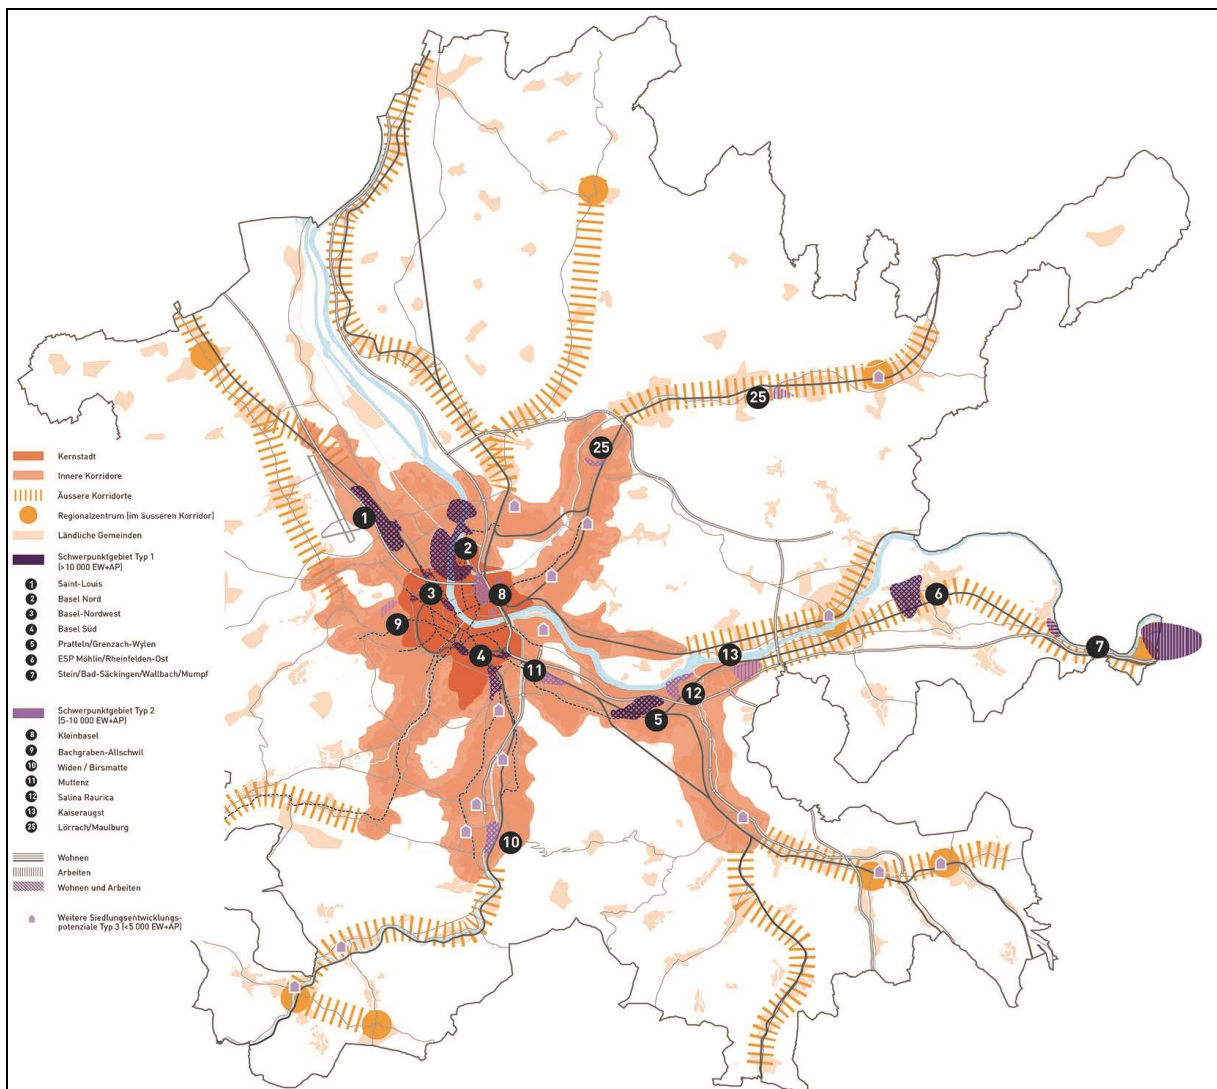 Kernstadt
Innere Korridore
Äussere Korridorte
Regionalzentrum (im äusseren Korridor)
Ländliche Gemeinden
Schwerpunktgebiet Typ 1
(>10 000 EW+AP)
1 Saint-Louis
2 Basel Nord
3 Basel-Nordwest
4 Basel Süd
5 Pratteln/Grenzach-Wylen
6 ESP Möhlin/Rheinfelden-Ost
7 Stein/Bad-Säckingen/Wallbach/Mumpf
Schwerpunktgebiet Typ 2
(5-10 000 EW+AP)
8 Kleinbasel
9 Bachgraben-Allschwil
10 Widen / Birsmatte
11 Muttenz
12 Salina Raurica
13 Kaiseraugst
25 Lörrach/Maulburg
Wohnen
Arbeiten
Wohnen und Arbeiten
Weitere Siedlungsentwicklungs-
potenziale Typ 3 (<5 000 EW+AP)
25
25
1
2
3
8
6
9
4
11
13
7
12
5
10